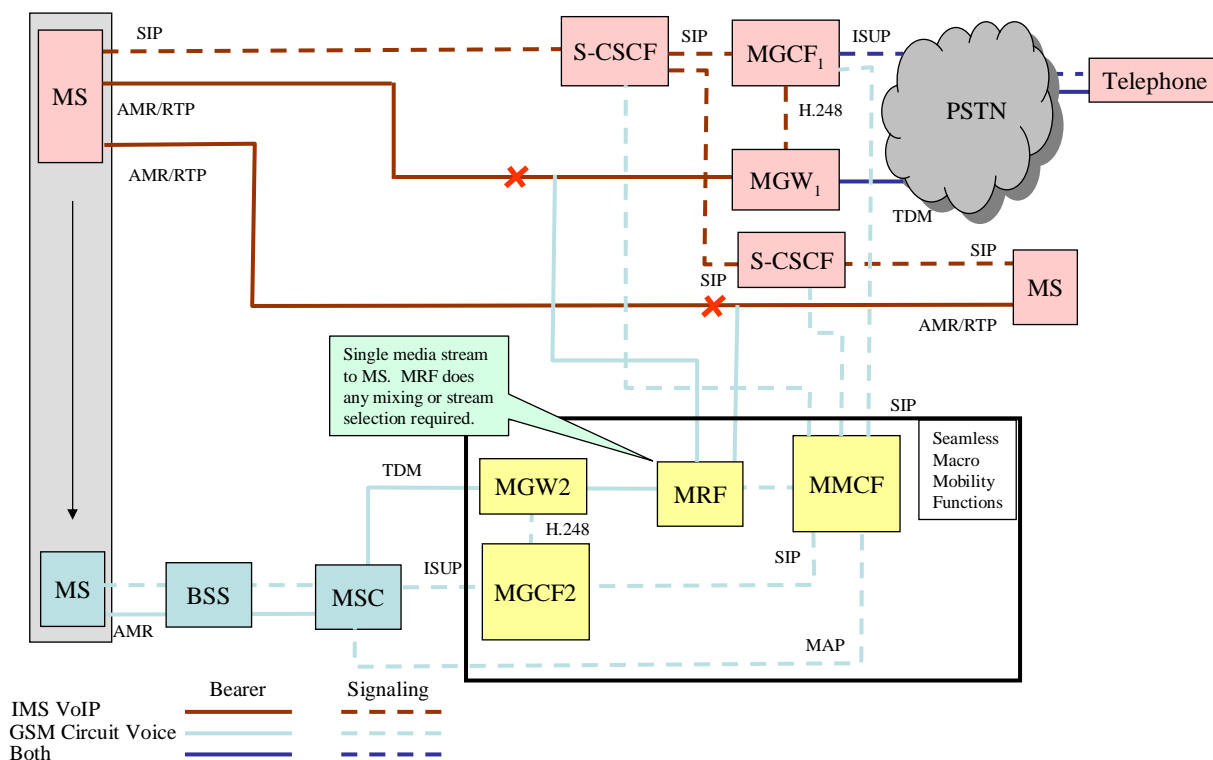 SIP
S-CSCF
SIP
MGCF1
ISUP
MS
AMR/RTP
H.248
PSTN
Telephone
AMR/RTP
MGW1
TDM
S-CSCF
SIP
SIP
MS
AMR/RTP
Single media stream
to MS. MRF does
any mixing or stream
selection required.
SIP
Seamless
Macro
Mobility
Functions
TDM
MGW2
MRF
MMCF
H.248
SIP
MS
BSS
MSC
ISUP
MGCF2
AMR
MAP
Bearer
Signaling
IMS VoIP
GSM Circuit Voice
Both